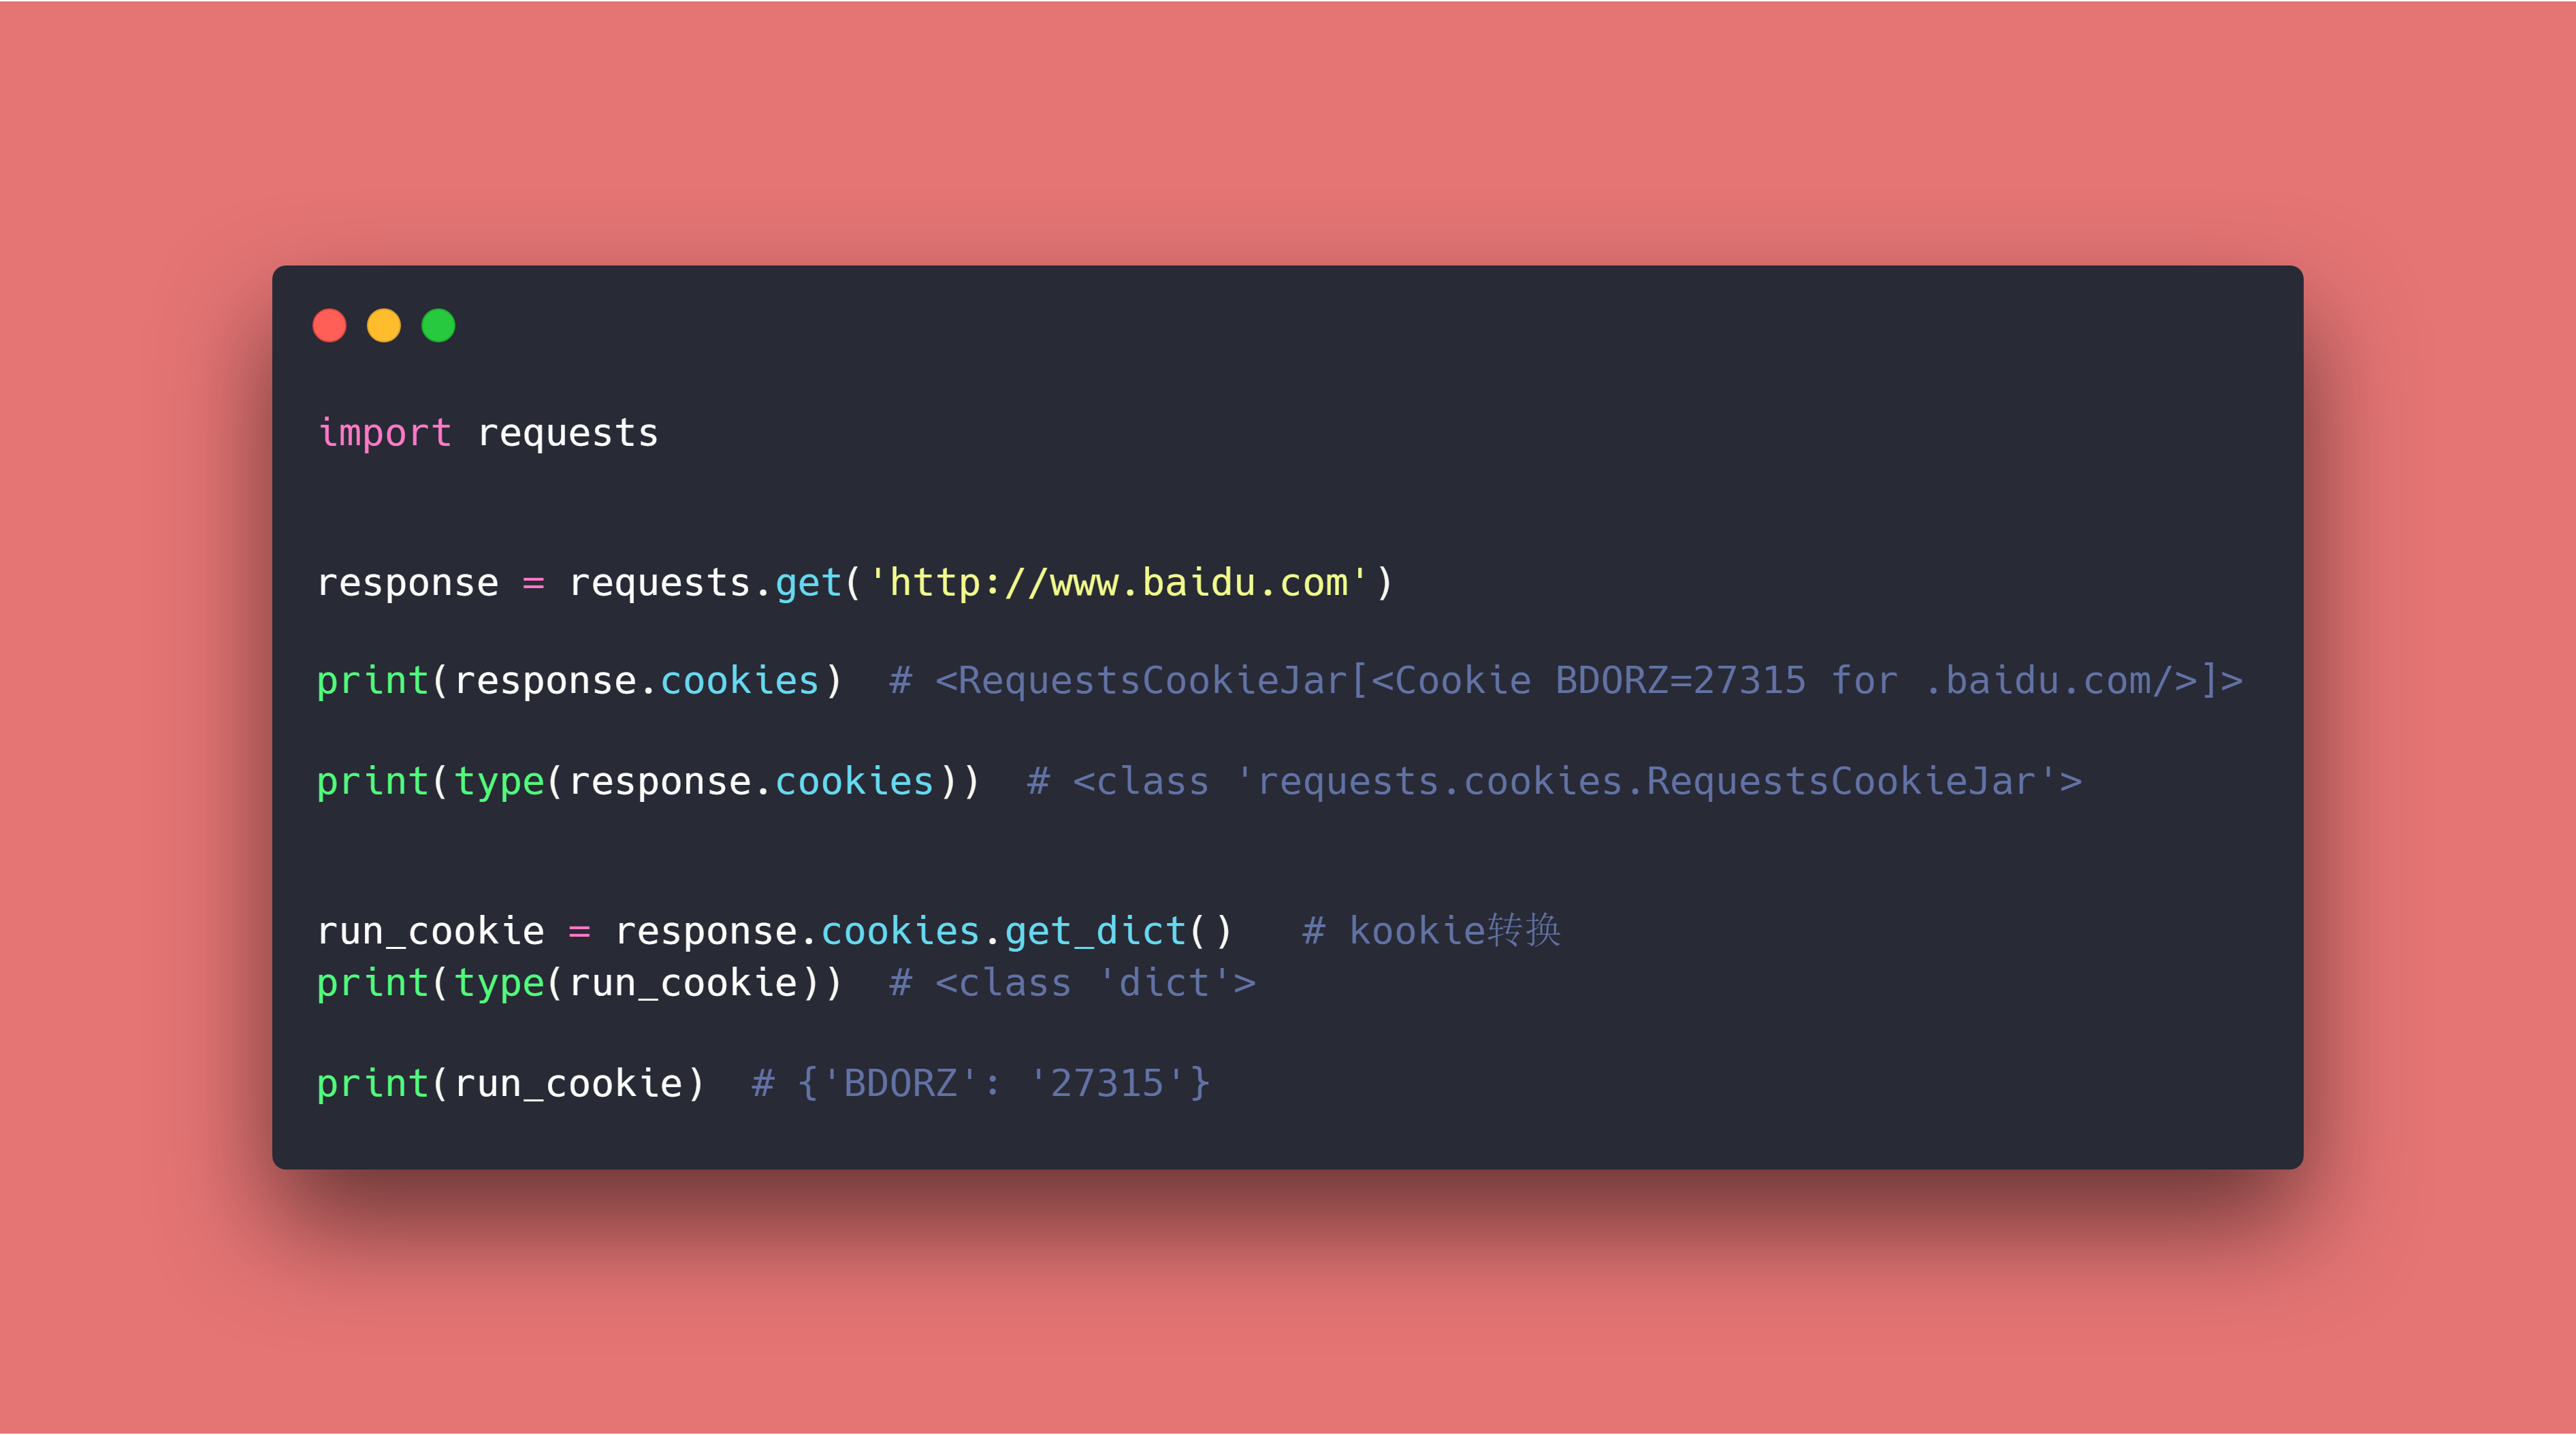 import requests
response = requests.get('http://www.baidu.com')
print(response.cookies)  # <RequestsCookieJar[<Cookie BDORZ=27315 for .baidu.com/>]>
print(type(response.cookies))  # <class 'requests.cookies.RequestsCookieJar'>
run_cookie = response.cookies.get_dict()   # kookie转换
print(type(run_cookie))  # <class 'dict'>
print(run_cookie)  # {'BDORZ': '27315'}